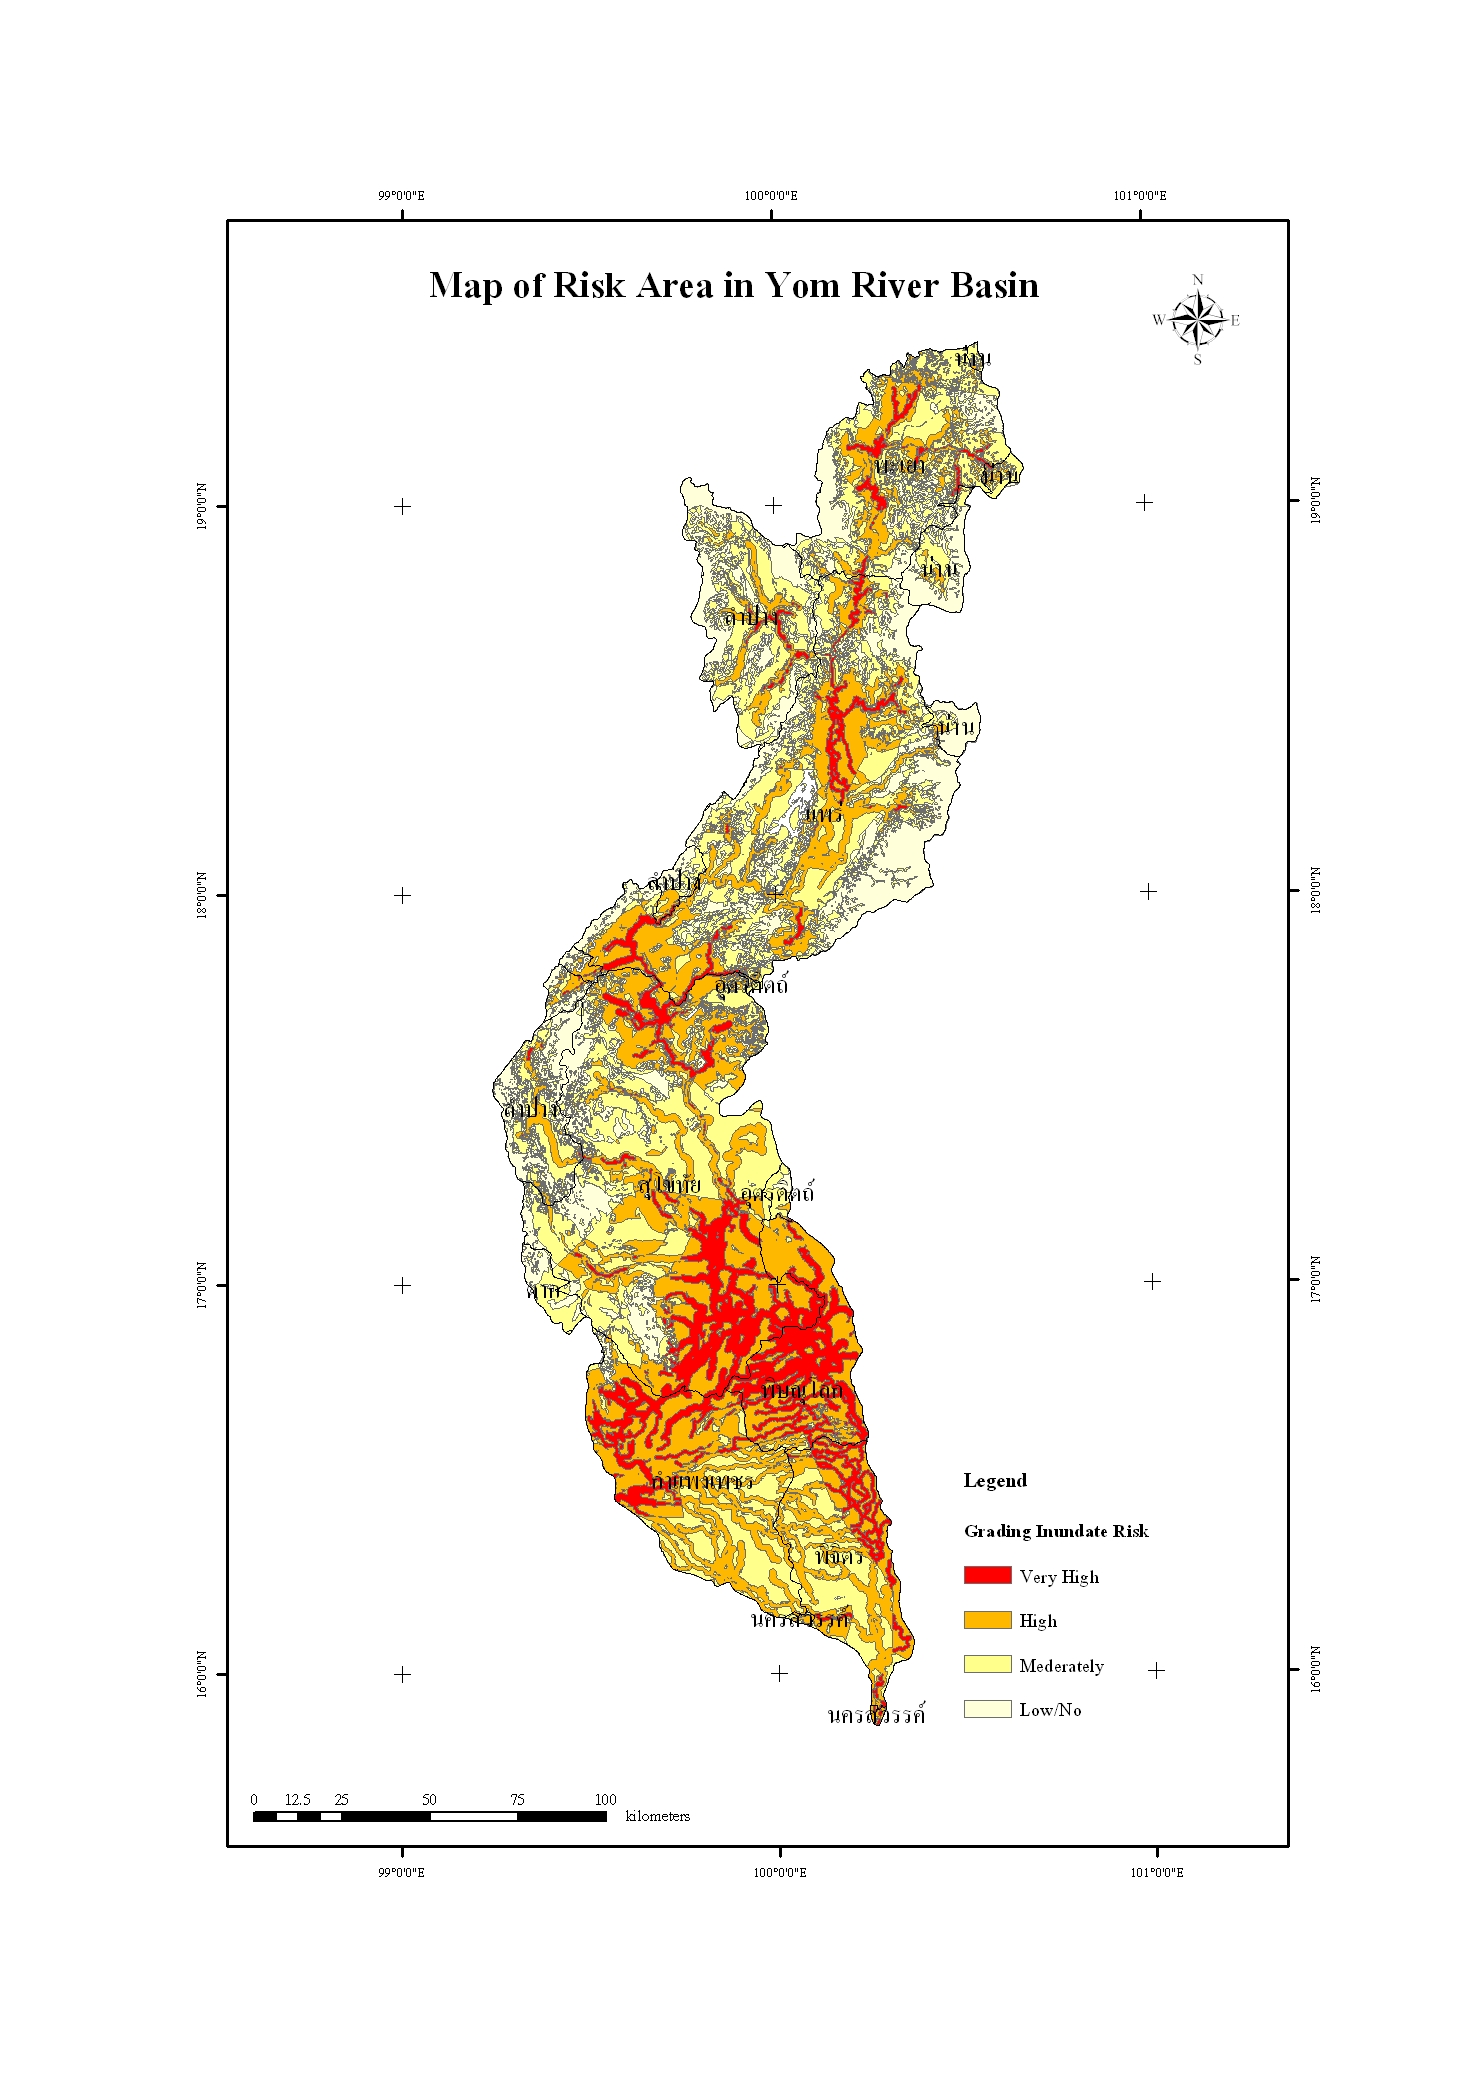 99°0'0"E 100°0'0"E 101°0'0"E
Map of Risk Area in Yom River Basin
N
W E
S
น่าน
พะเยา
น่าน
19°0'0"N 19°0'0"N
น่าน
ลำปาง
น่าน
แพร่
ลำปาง
18°0'0"N 18°0'0"N
อุตรดิตถ์
ลำปาง
สุโขทัย
อุตรดิตถ์
17°0'0"N 17°0'0"N
ตาก
พิษณุโลก
กำแพงเพชร
พิจิตร
นครสวรรค์
16°0'0"N 16°0'0"N
นครสวรรค์
Legend
Grading Inundate Risk
Very High
High
Mederately
Low/No
0 12.5 25 50 75 100
kilometers
99°0'0"E 100°0'0"E 101°0'0"E